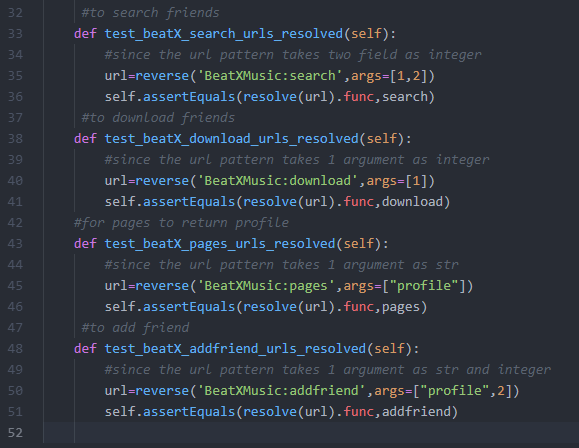 32 #to search friends
33 def test_beatX_search_urls_resolved(self):
34 #since the url pattern takes two field as integer
35 url=reverse('BeatXMusic:search',args=[1,2])
36 self.assertEquals(resolve(url).func,search)
37 #to download friends
38 def test_beatX_download_urls_resolved(self):
39 #since the url pattern takes 1 argument as integer
40 url=reverse('BeatXMusic:download',args=[1])
41 self.assertEquals(resolve(url).func,download)
42 #for pages to return profile
43 def test_beatX_pages_urls_resolved(self):
44 #since the url pattern takes 1 argument as str
45 url=reverse('BeatXMusic:pages',args=["profile"])
46 self.assertEquals(resolve(url).func,pages)
47 #to add friend
48 def test_beatX_addfriend_urls_resolved(self):
49 #since the url pattern takes 1 argument as str and integer
50 url=reverse('BeatXMusic:addfriend',args=["profile",2])
51 self.assertEquals(resolve(url).func,addfriend)
52